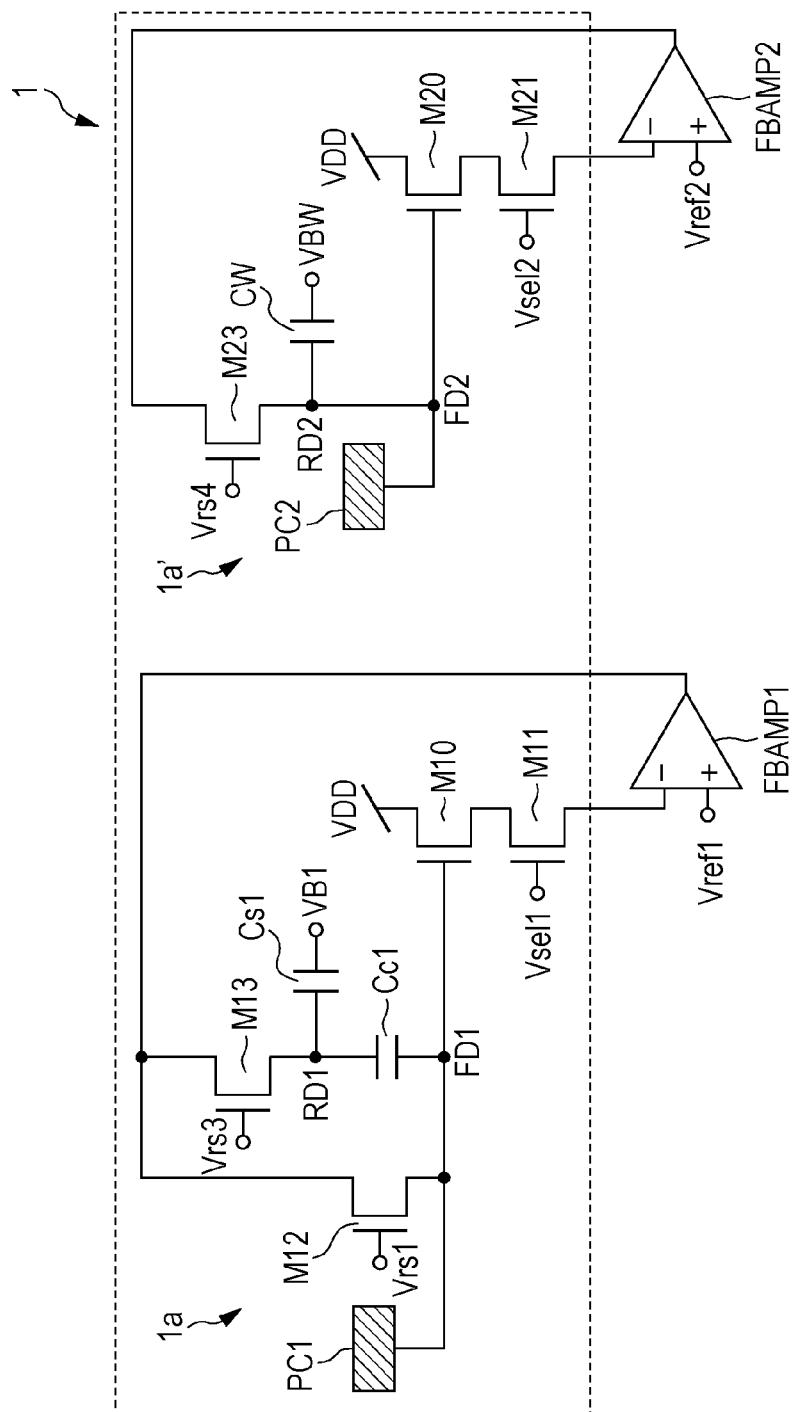 1
1a'
Vrs4
M23
CW
VBW
RD2
PC2
FD2
VDD
M20
M21
Vsel2
−
+
Vref2
FBAMP2
1a
PC1
M12
Vrs1
Vrs3
M13
Cs1
VB1
RD1
Cc1
FD1
VDD
M10
M11
Vsel1
−
+
Vref1
FBAMP1